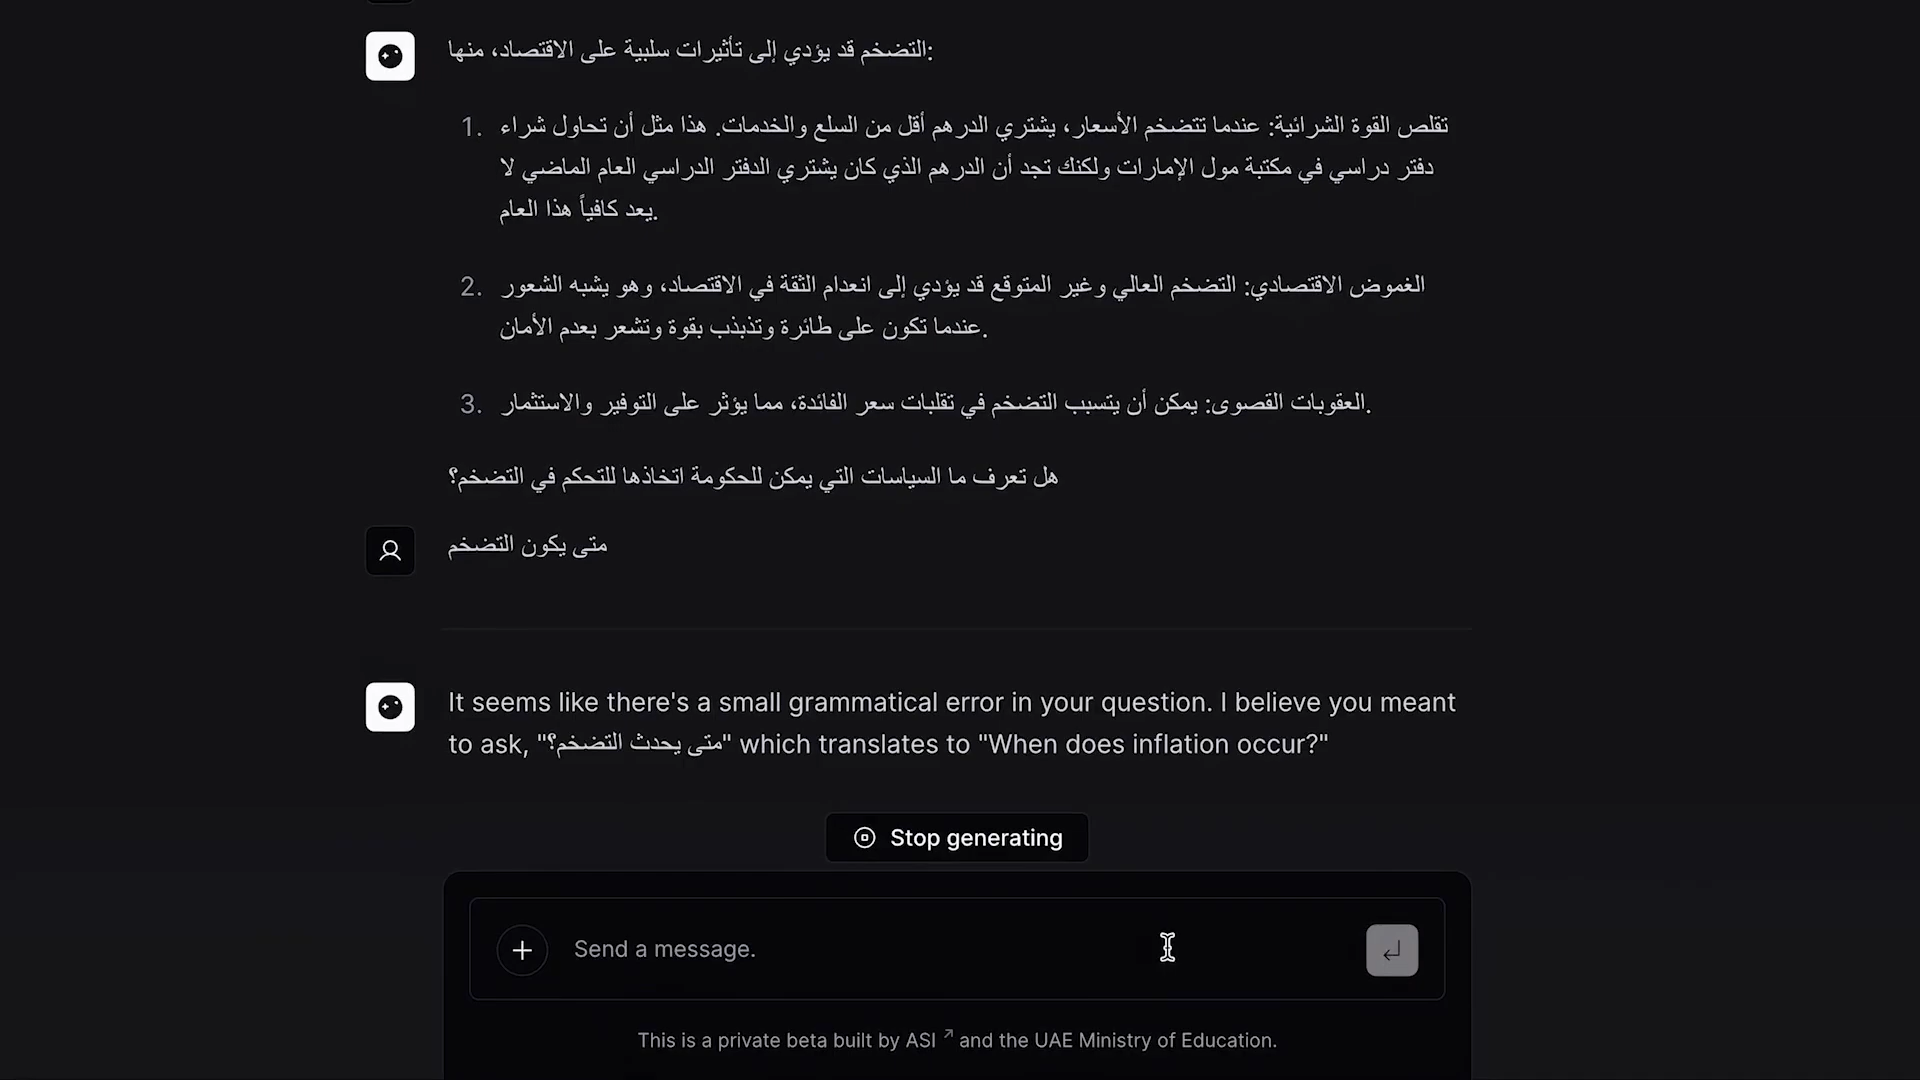 التضخم قد يؤدي إلى تأثيرات سلبية على الاقتصاد، منها:
1. تقلص القوة الشرائية: عندما تتضخم الأسعار، يشتري الدرهم أقل من السلع والخدمات. هذا مثل أن تحاول شراء
دفتر دراسي في مكتبة مول الإمارات ولكنك تجد أن الدرهم الذي كان يشتري الدفتر الدراسي العام الماضي لا
يعد كافياً هذا العام.
2. الغموض الاقتصادي: التضخم العالي وغير المتوقع قد يؤدي إلى انعدام الثقة في الاقتصاد، وهو يشبه الشعور
عندما تكون على طائرة وتذبذب بقوة وتشعر بعدم الأمان.
3. العقوبات القصوى: يمكن أن يتسبب التضخم في تقلبات سعر الفائدة، مما يؤثر على التوفير والاستثمار.
هل تعرف ما السياسات التي يمكن للحكومة اتخاذها للتحكم في التضخم؟
متى يكون التضخم
It seems like there's a small grammatical error in your question. I believe you meant
to ask, "متى يحدث التضخم؟" which translates to "When does inflation occur?"
Stop generating
Send a message.
This is a private beta built by ASI ↗ and the UAE Ministry of Education.